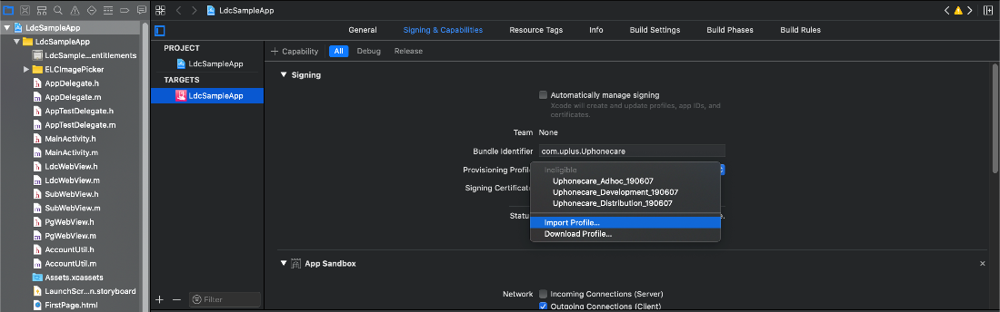 LdcSampleApp
General
Signing & Capabilities
Resource Tags
Info
Build Settings
Build Phases
Build Rules
LdcSampleApp
LdcSampleApp
LdcSam...entitlements
ELCImagePicker
AppDelegate.h
AppDelegate.m
AppTestDelegate.h
AppTestDelegate.m
MainActivity.h
MainActivity.m
LdcWebView.h
LdcWebView.m
SubWebView.h
SubWebView.m
PgWebView.h
PgWebView.m
AccountUtil.h
AccountUtil.m
Assets.xcassets
LaunchScr...n.storyboard
FirstPage.html
PROJECT
LdcSampleApp
TARGETS
LdcSampleApp
Filter
+ Capability
All
Debug
Release
Signing
Automatically manage signing
Xcode will create and update profiles, app IDs, and
certificates.
Team None
Bundle Identifier com.uplus.Uphonecare
Provisioning Profile
Signing Certificate
Status
Ineligible
Uphonecare_Adhoc_190607
Uphonecare_Development_190607
Uphonecare_Distribution_190607
Import Profile...
Download Profile...
App Sandbox
Network
Incoming Connections (Server)
Outgoing Connections (Client)